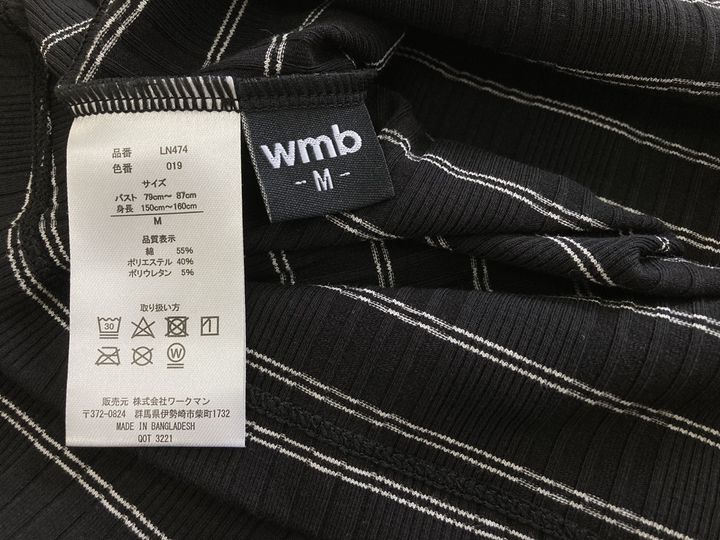 品番 LN474
色番 019
サイズ
バスト 79cm~ 87cm
身長 150cm~160cm
M
品質表示
綿 55%
ポリエステル 40%
ポリウレタン 5%
取り扱い方
30
W
販売元 株式会社ワークマン
〒372-0824 群馬県伊勢崎市柴町1732
MADE IN BANGLADESH
QOT 3221
wmb
-M-